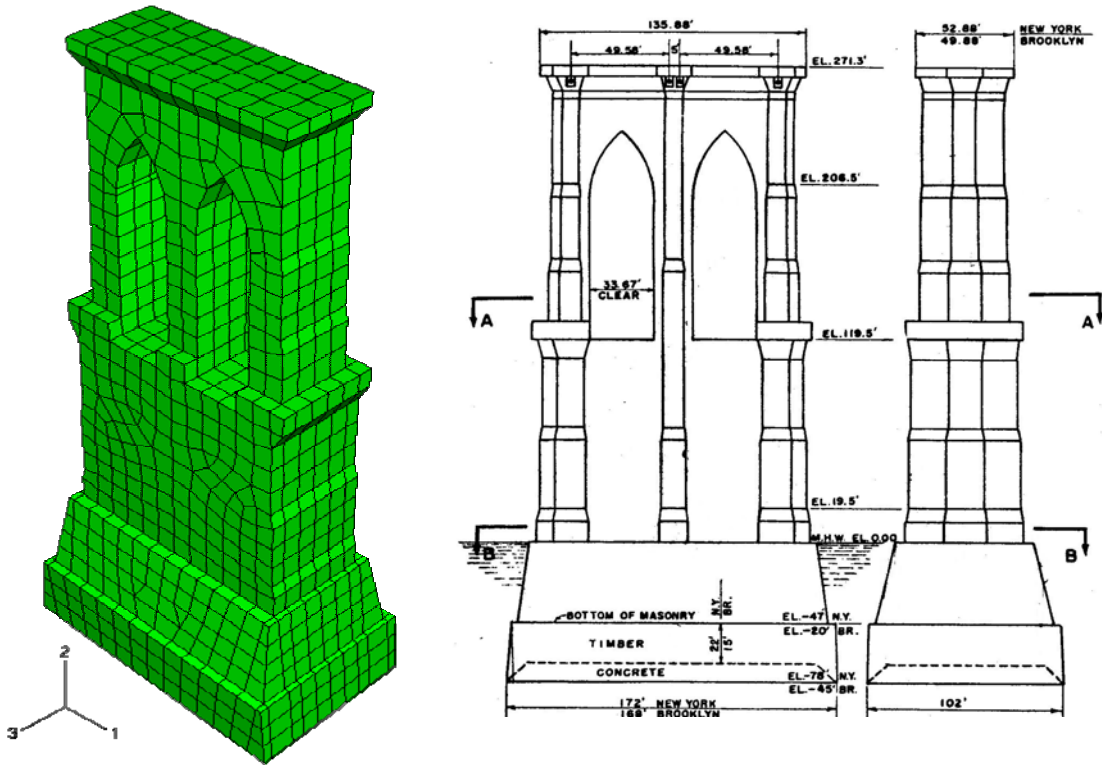 135.88'
49.58' 5' 49.58'
EL.271.3'
EL.206.5'
33.67'
CLEAR
A
EL.119.5'
EL.19.5'
M.H.W. EL.0.00
B
BOTTOM OF MASONRY
N.Y.
BR.
EL.-47' N.Y.
EL.-20' BR.
TIMBER
22'
15'
CONCRETE
EL.-78' N.Y.
EL.-45' BR.
172' NEW YORK
168' BROOKLYN
52.88' NEW YORK
49.88' BROOKLYN
A
B
102'
2
3
1